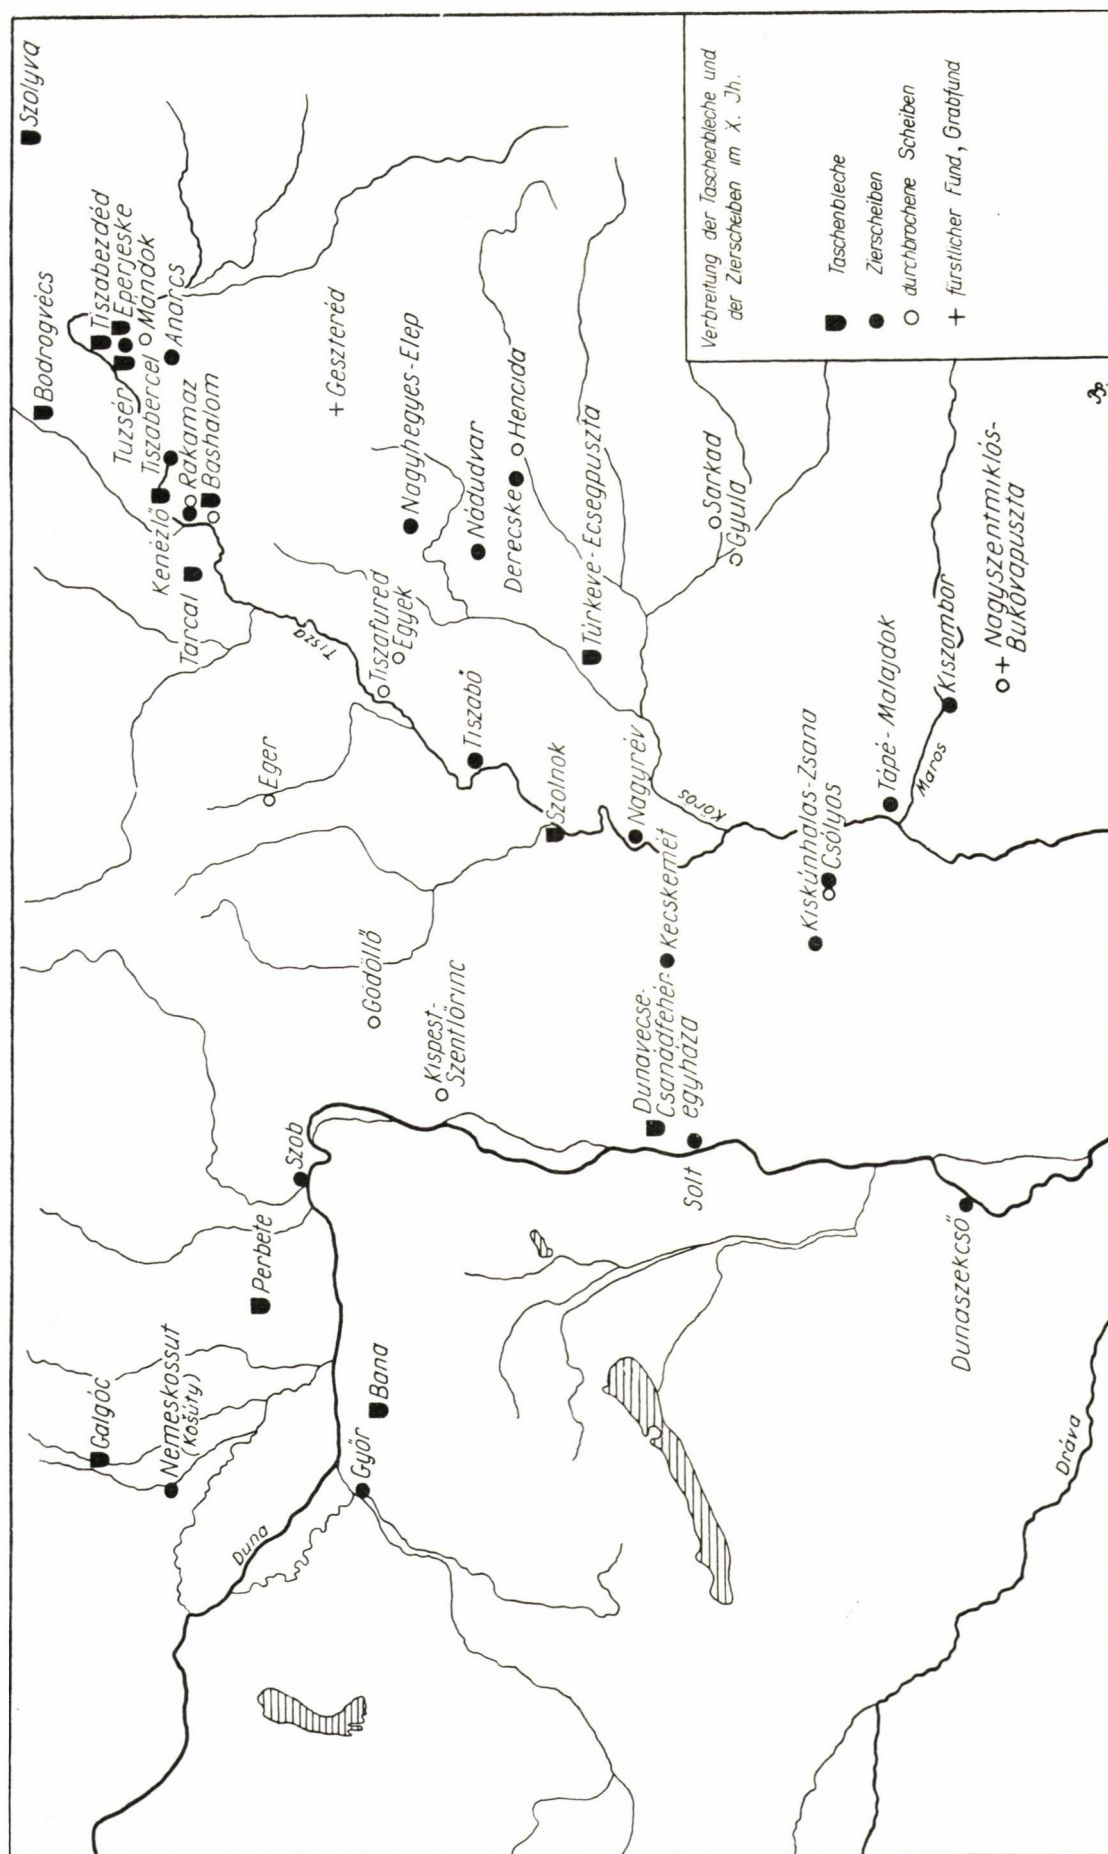 Szolyva
Bodrogvécs
Tiszabezdéd
Eperjeske
Mándok
Anarcs
Tuzsér
Tiszabercel
Rakamaz
Bashalom
Kenézlő
Tarcal
Tisza
Geszteréd
Nagyhegyes-Elep
Nádudvar
Hencida
Derecske
Tiszafüred
Egyek
Eger
Tiszabő
Szolnok
Nagyrév
Túrkeve-Ecsegpuszta
Sarkad
Gyula
Körös
Gödöllő
Kispest-
Szentlőrinc
Kecskemét
Dunavecse-
Csanádfehér-
egyháza
Solt
Kiskúnhalas-Zsana
Csólyos
Tápé-Malajdok
Maros
Kiszombor
Nagyszentmiklós-
Bukovapuszta
Szob
Perbete
Galgóc
Nemeskossut
(Košúty)
Duna
Győr
Bana
Dunaszekcső
Dráva
Verbreitung der Taschenbleche und
der Zierscheiben im X. Jh.
Taschenbleche
Zierscheiben
durchbrochene Scheiben
fürstlicher Fund, Grabfund